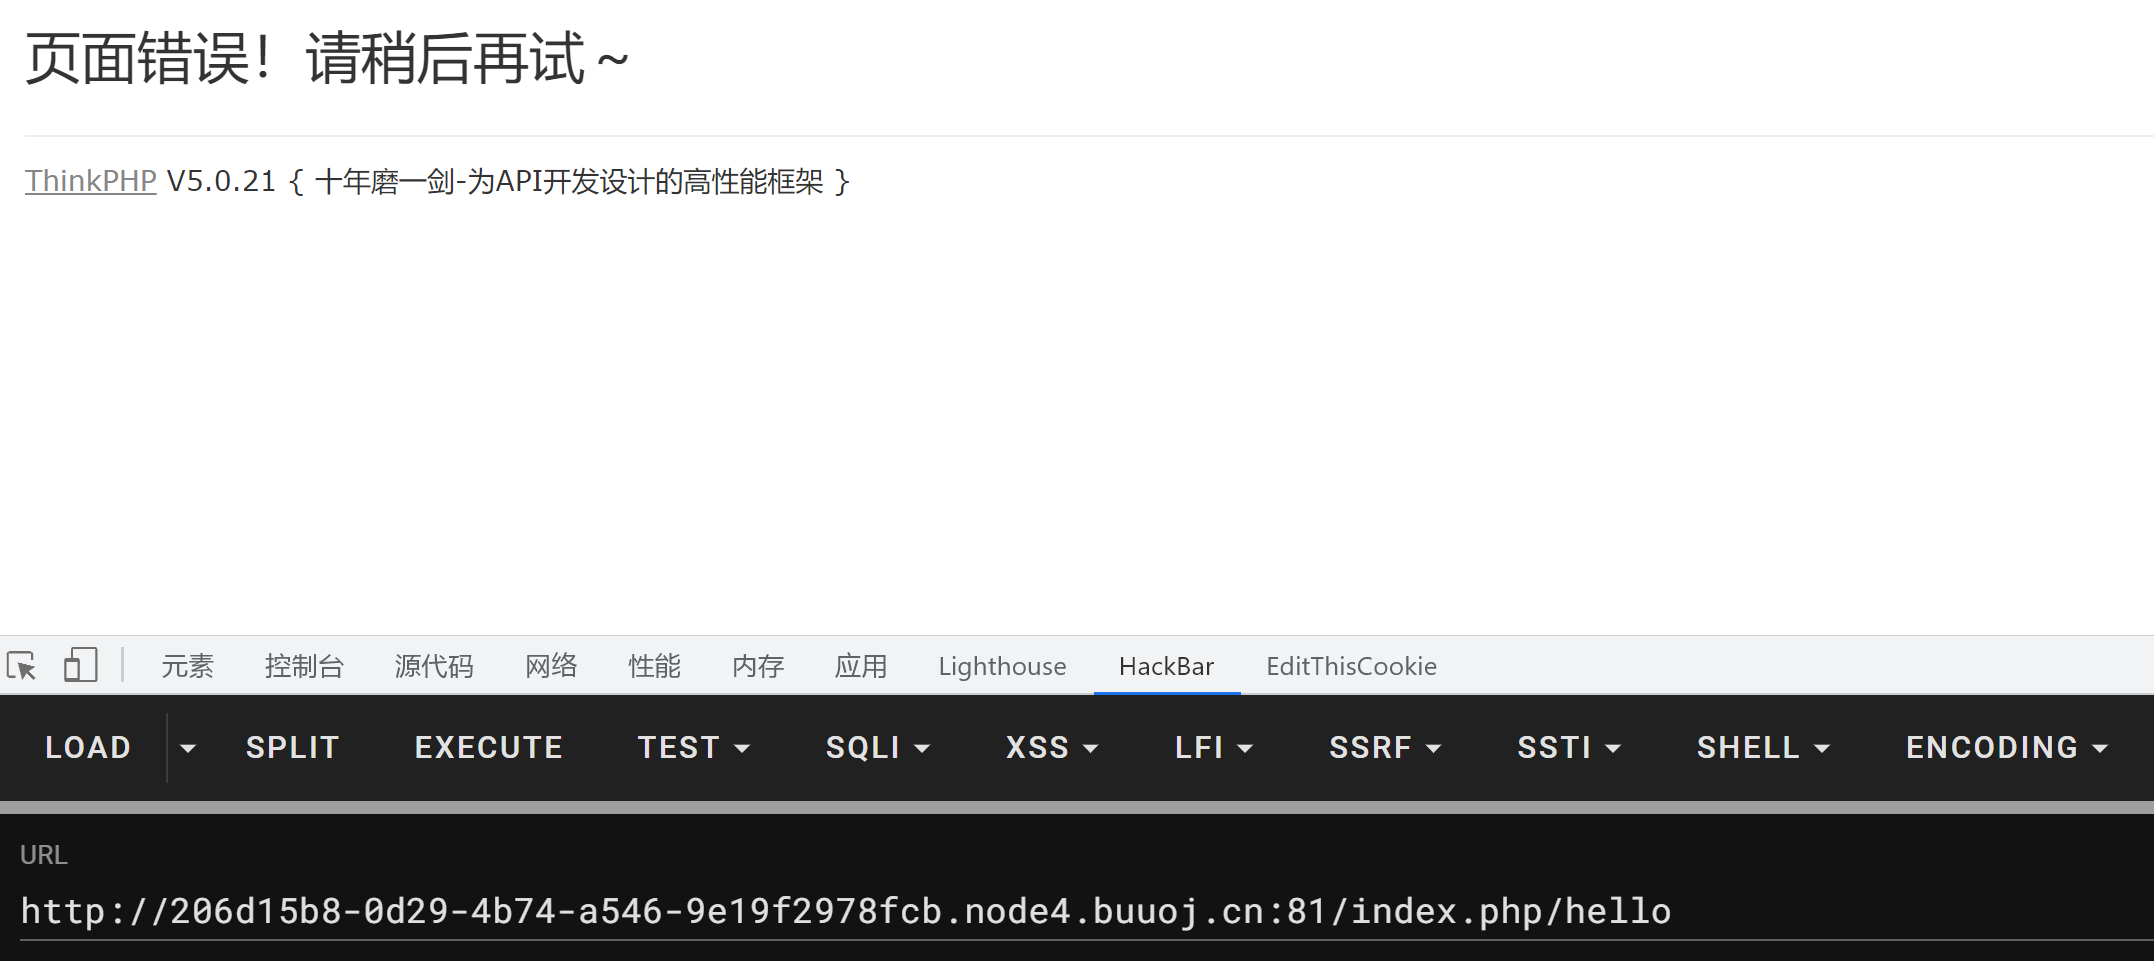 页面错误！请稍后再试～
ThinkPHP V5.0.21 { 十年磨一剑-为API开发设计的高性能框架 }
元素 控制台 源代码 网络 性能 内存 应用 Lighthouse HackBar EditThisCookie
LOAD SPLIT EXECUTE TEST SQLI XSS LFI SSRF SSTI SHELL ENCODING
URL
http://206d15b8-0d29-4b74-a546-9e19f2978fcb.node4.buuoj.cn:81/index.php/hello